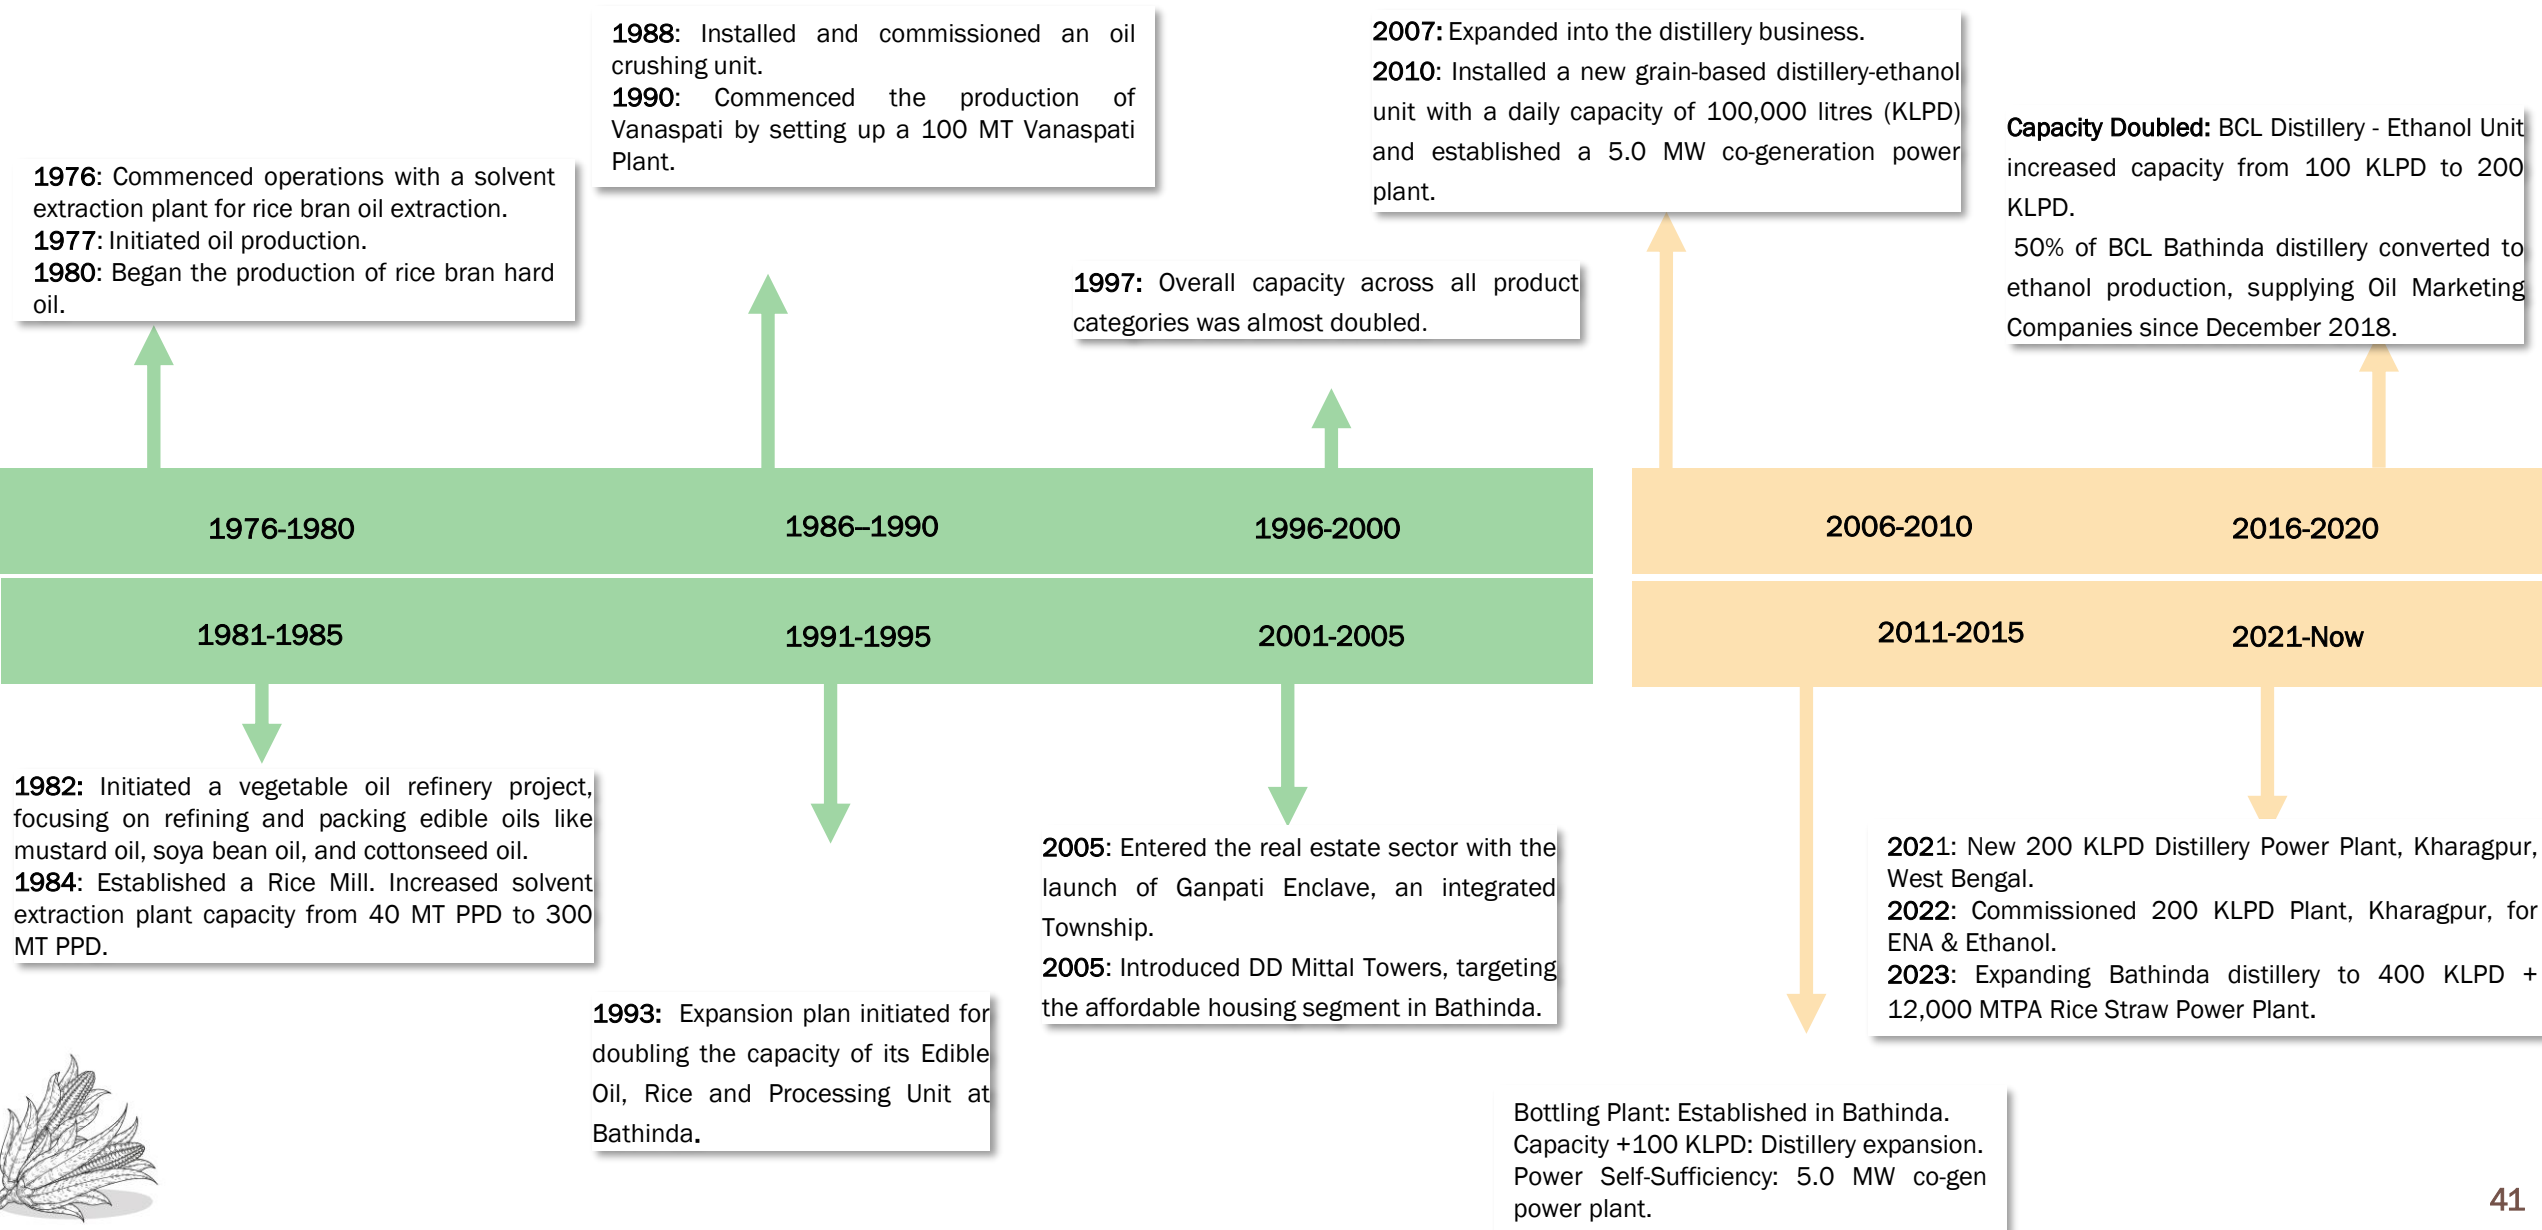 1976: Commenced operations with a solvent
extraction plant for rice bran oil extraction.
1977: Initiated oil production.
1980: Began the production of rice bran hard
oil.
1988: Installed and commissioned an oil
crushing unit.
1990: Commenced the production of
Vanaspati by setting up a 100 MT Vanaspati
Plant.
1997: Overall capacity across all product
categories was almost doubled.
2007: Expanded into the distillery business.
2010: Installed a new grain-based distillery-ethanol
unit with a daily capacity of 100,000 litres (KLPD)
and established a 5.0 MW co-generation power
plant.
Capacity Doubled: BCL Distillery - Ethanol Unit
increased capacity from 100 KLPD to 200
KLPD.
50% of BCL Bathinda distillery converted to
ethanol production, supplying Oil Marketing
Companies since December 2018.
1976-1980
1986–1990
1996-2000
2006-2010
2016-2020
1981-1985
1991-1995
2001-2005
2011-2015
2021-Now
1982: Initiated a vegetable oil refinery project,
focusing on refining and packing edible oils like
mustard oil, soya bean oil, and cottonseed oil.
1984: Established a Rice Mill. Increased solvent
extraction plant capacity from 40 MT PPD to 300
MT PPD.
1993: Expansion plan initiated for
doubling the capacity of its Edible
Oil, Rice and Processing Unit at
Bathinda.
2005: Entered the real estate sector with the
launch of Ganpati Enclave, an integrated
Township.
2005: Introduced DD Mittal Towers, targeting
the affordable housing segment in Bathinda.
Bottling Plant: Established in Bathinda.
Capacity +100 KLPD: Distillery expansion.
Power Self-Sufficiency: 5.0 MW co-gen
power plant.
2021: New 200 KLPD Distillery Power Plant, Kharagpur,
West Bengal.
2022: Commissioned 200 KLPD Plant, Kharagpur, for
ENA & Ethanol.
2023: Expanding Bathinda distillery to 400 KLPD +
12,000 MTPA Rice Straw Power Plant.
41